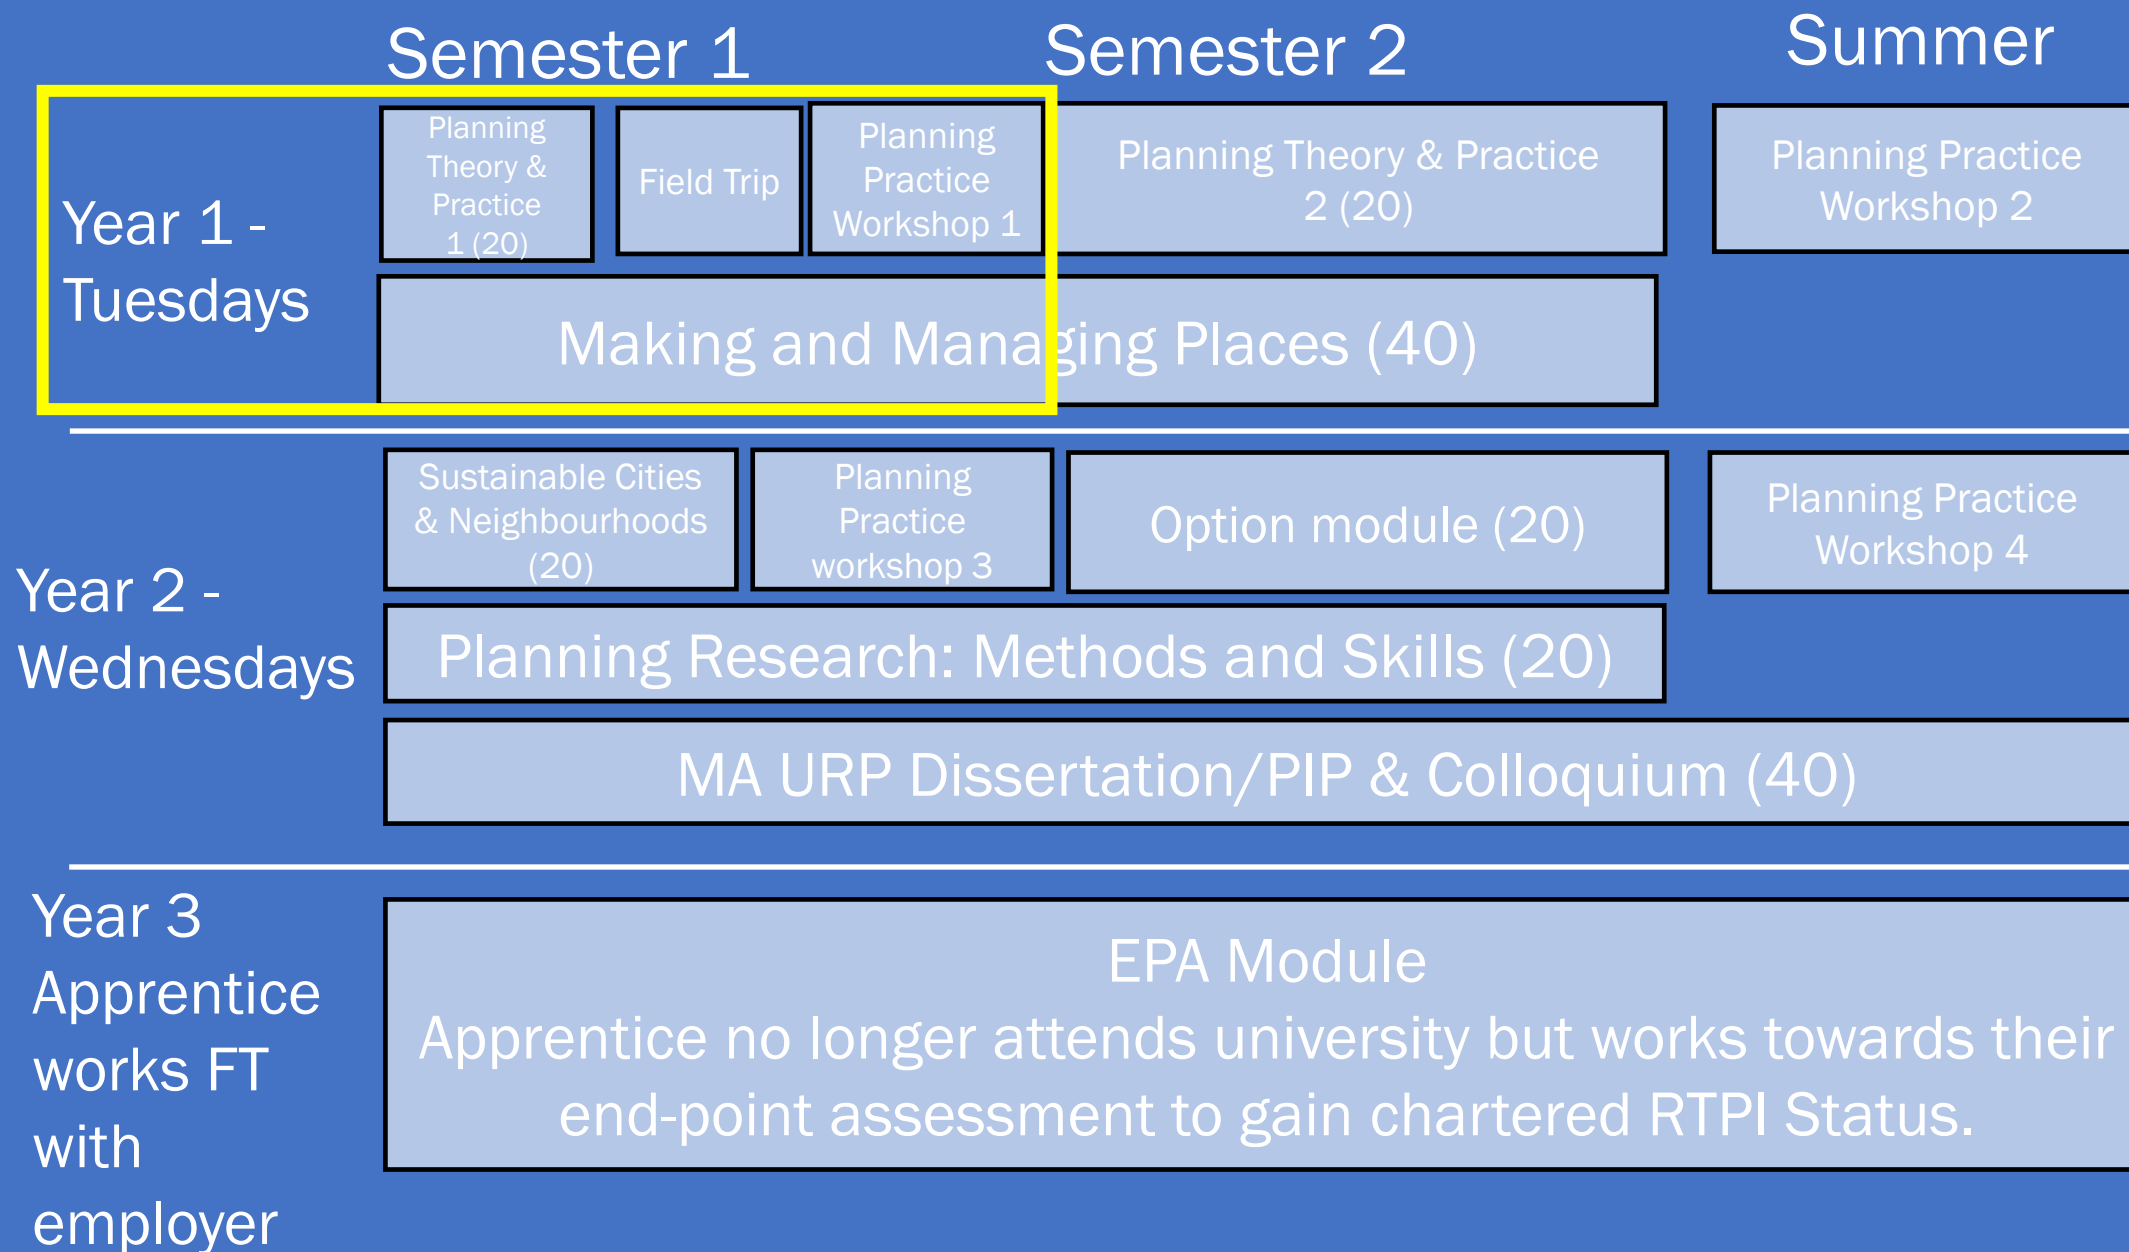 Semester 1
Semester 2
Summer
Year 1 -
Tuesdays
Planning
Theory &
Practice
1 (20)
Field Trip
Planning
Practice
Workshop 1
Planning Theory & Practice
2 (20)
Planning Practice
Workshop 2
Making and Managing Places (40)
Year 2 -
Wednesdays
Sustainable Cities
& Neighbourhoods
(20)
Planning
Practice
workshop 3
Option module (20)
Planning Practice
Workshop 4
Planning Research: Methods and Skills (20)
MA URP Dissertation/PIP & Colloquium (40)
Year 3
Apprentice
works FT
with
employer
EPA Module
Apprentice no longer attends university but works towards their
end-point assessment to gain chartered RTPI Status.